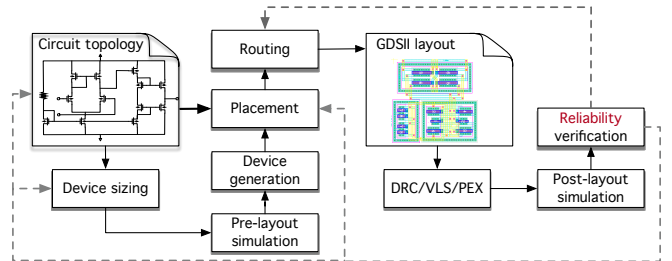 Circuit topology
Routing
GDSII layout
Placement
Reliability
verification
Device sizing
Device
generation
DRC/VLS/PEX
Post-layout
simulation
Pre-layout
simulation